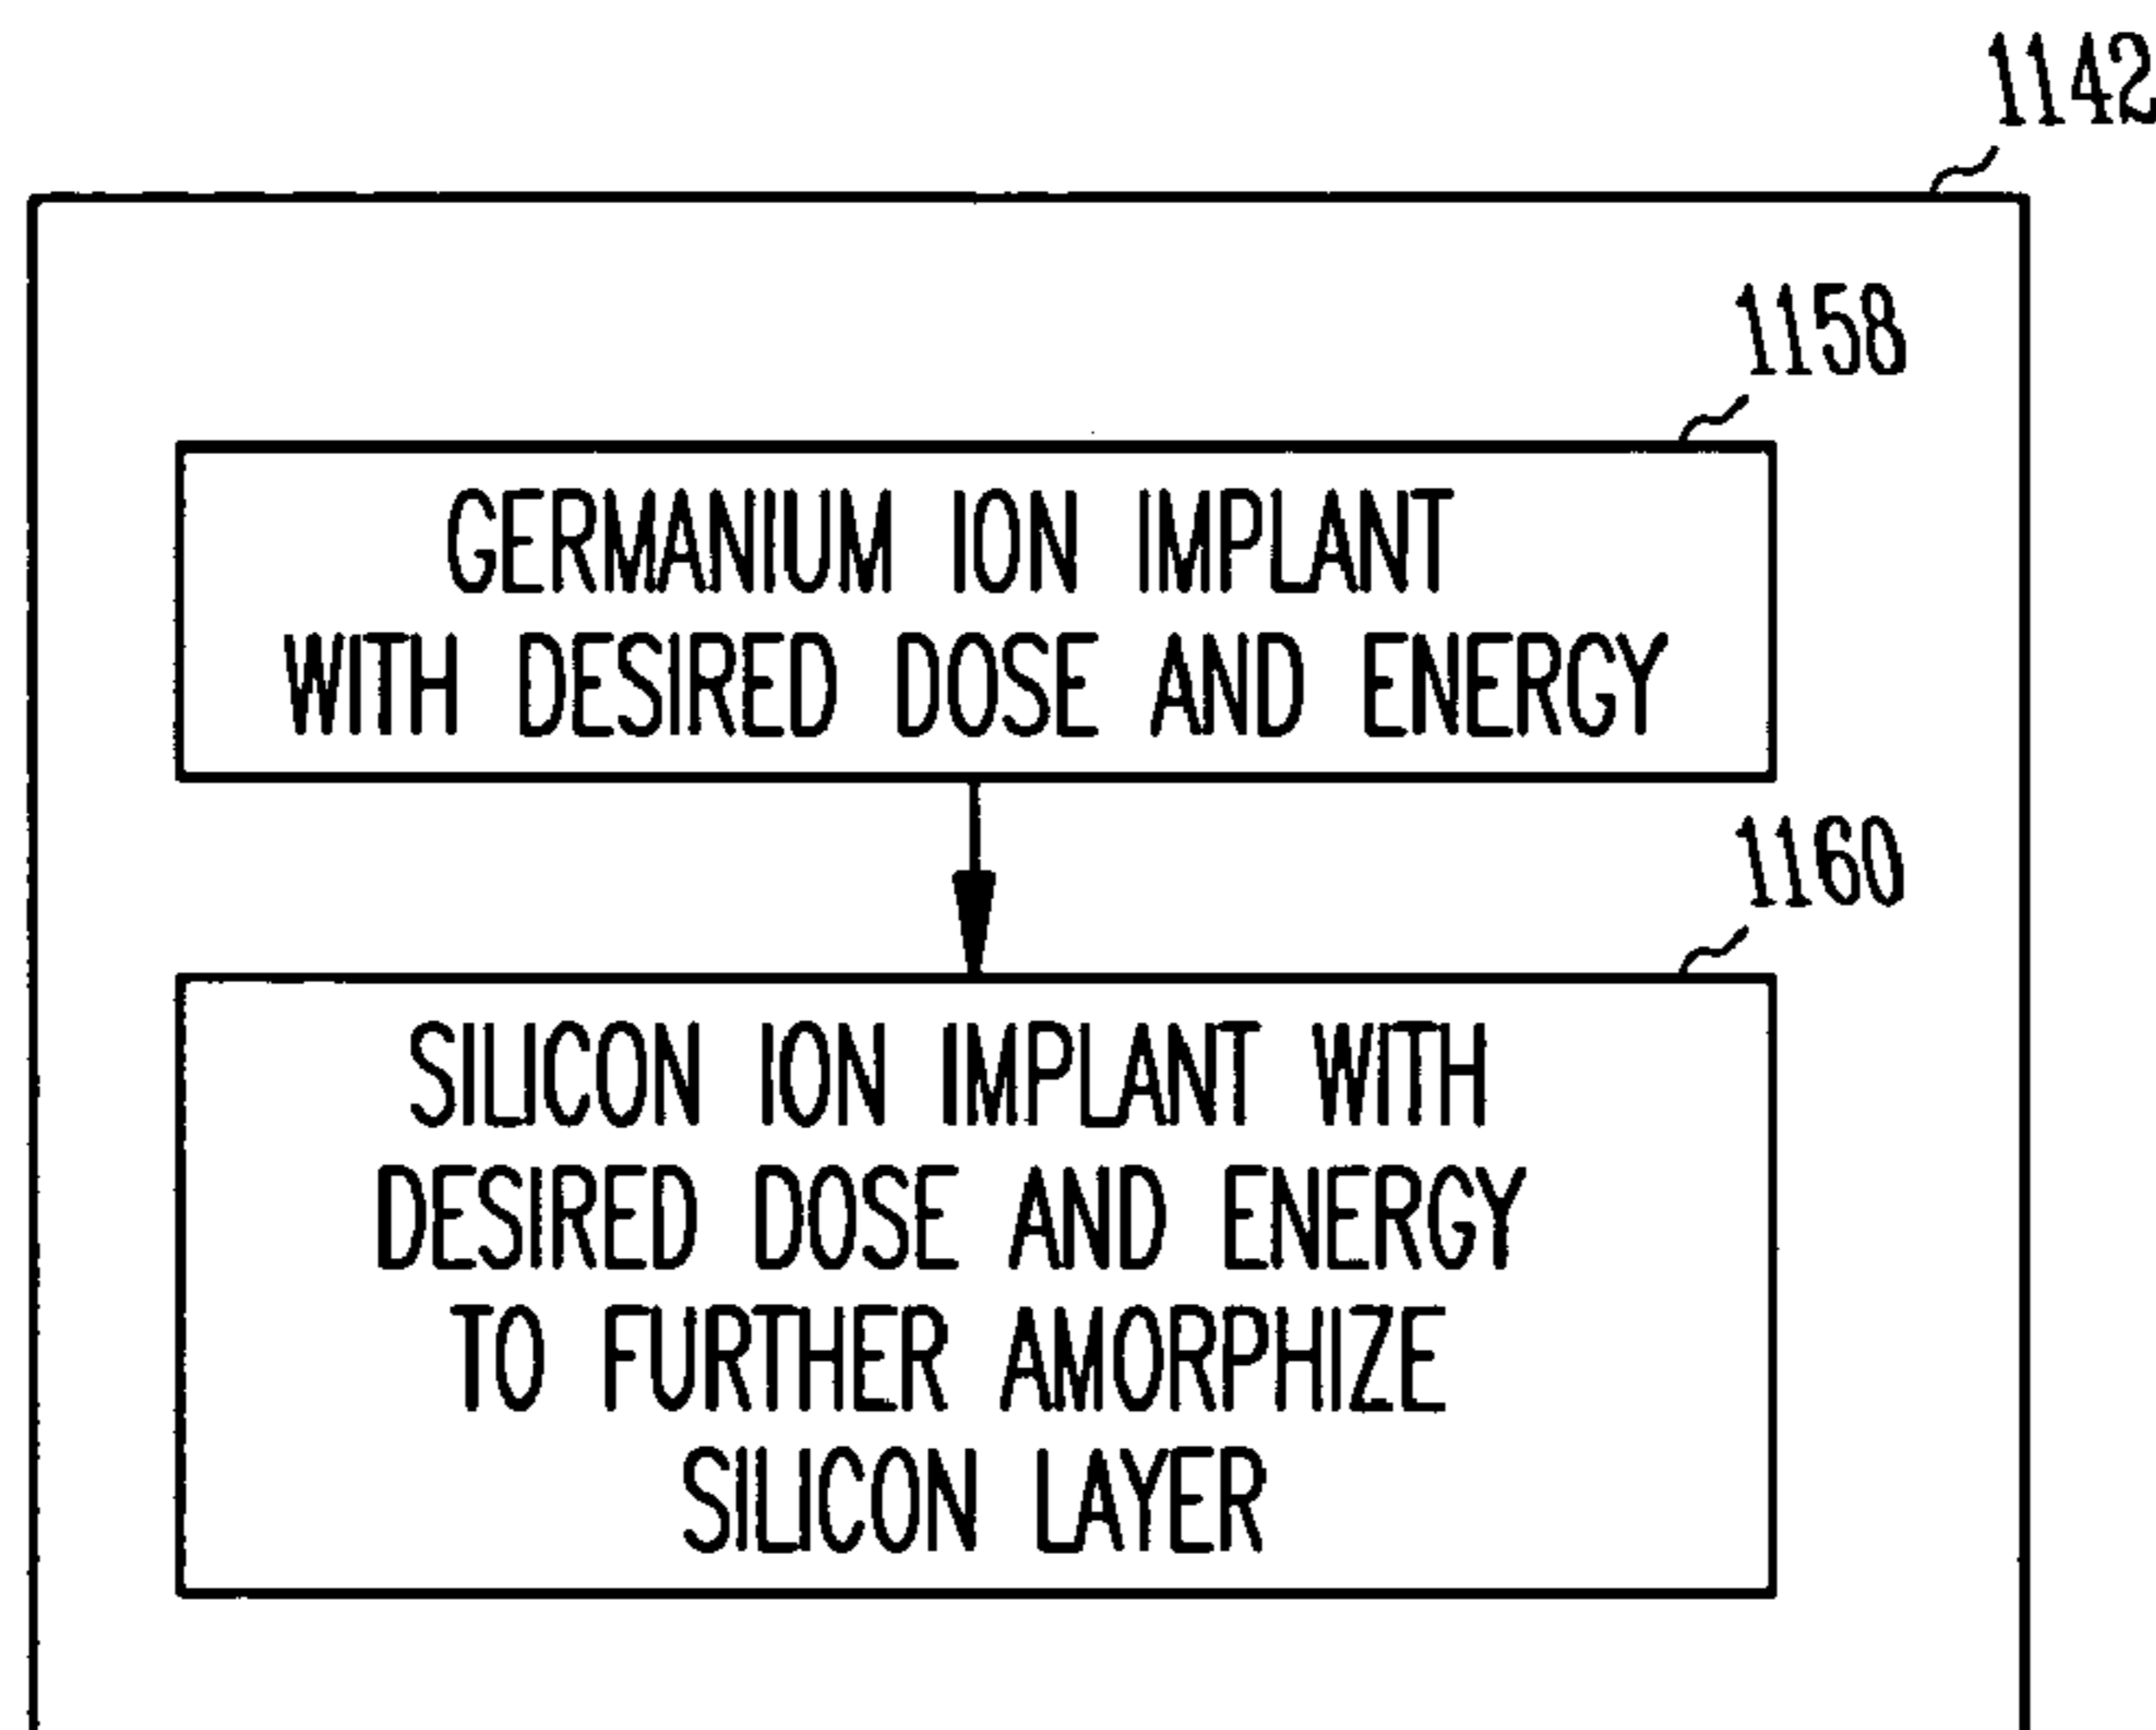 1142
1158
GERMANIUM ION IMPLANT
WITH DESIRED DOSE AND ENERGY
1160
SILICON ION IMPLANT WITH
DESIRED DOSE AND ENERGY
TO FURTHER AMORPHIZE
SILICON LAYER